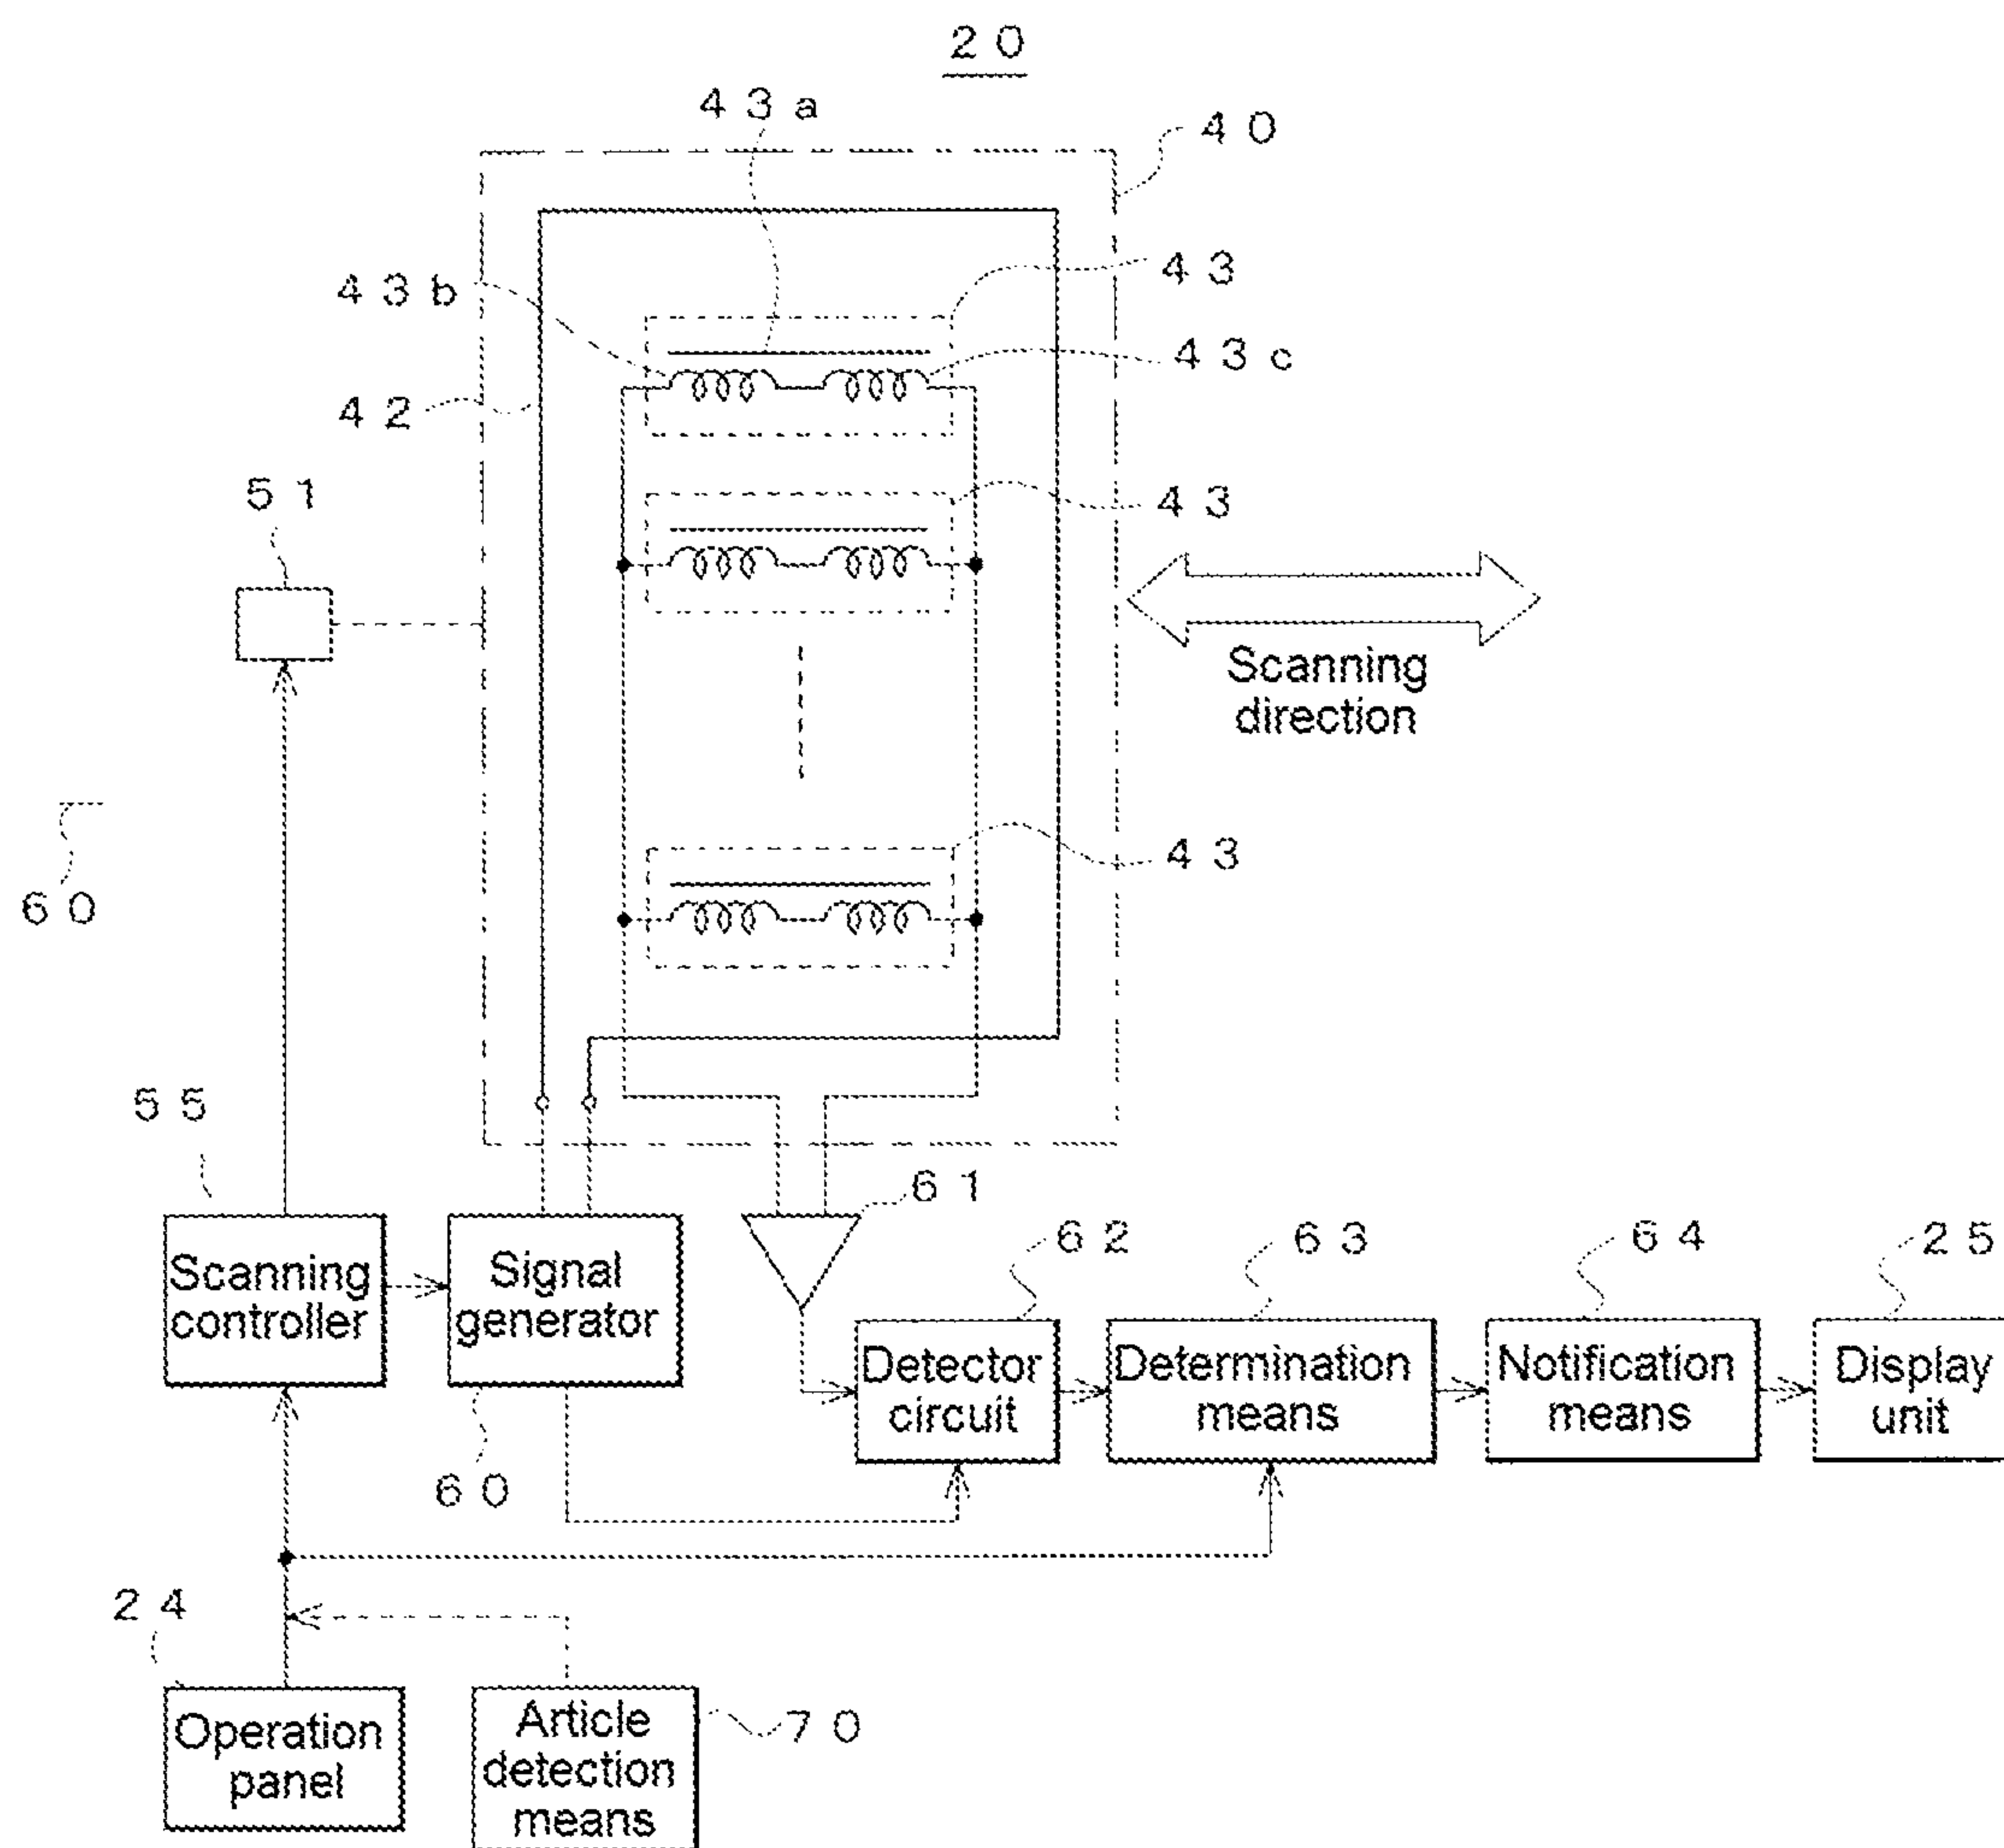 20
43a
40
43b
43
43c
42
51
43
Scanning
direction
60
43
55
61
62
63
64
25
Scanning
controller
Signal
generator
Detector
circuit
Determination
means
Notification
means
Display
unit
60
24
Operation
panel
Article
detection
means
70